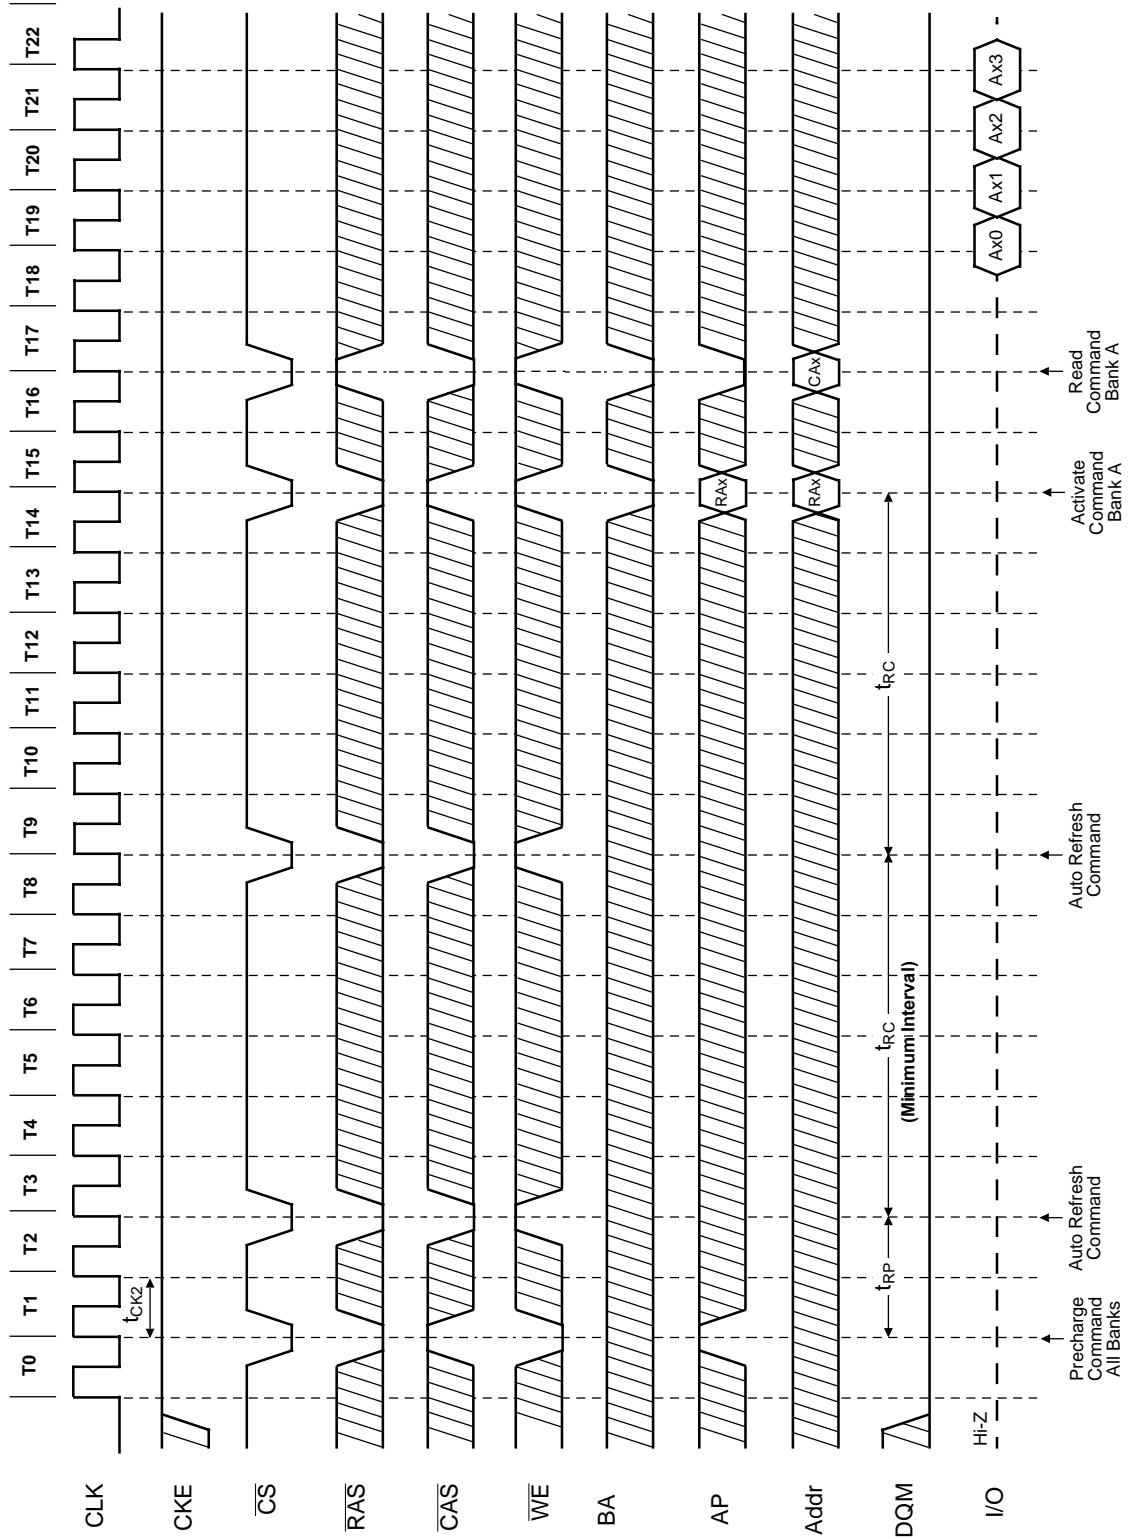 T0 T1 T2 T3 T4 T5 T6 T7 T8 T9 T10 T11 T12 T13 T14 T15 T16 T17 T18 T19 T20 T21 T22
CLK
tCK2
CKE
CS
RAS
CAS
WE
BA
AP
RAx
Addr
RAx
CAx
DQM
tRP
tRC
(Minimum Interval)
tRC
I/O
Hi-Z
Ax0
Ax1
Ax2
Ax3
Precharge
Command
All Banks
Auto Refresh
Command
Auto Refresh
Command
Activate
Command
Bank A
Read
Command
Bank A